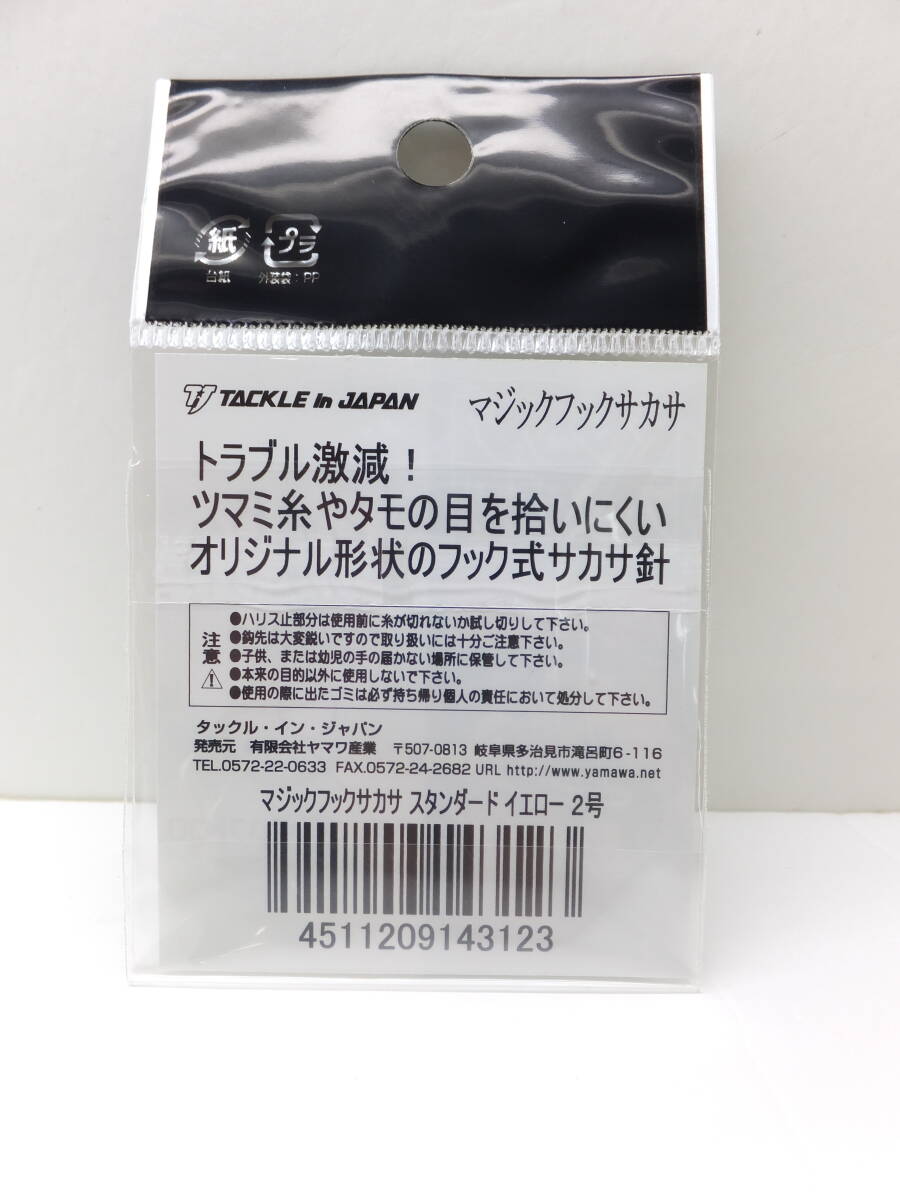 紙 プラ
台紙 外装袋：PP
TACKLE In JAPAN マジックフックサカサ
トラブル激減！
ツマミ糸やタモの目を拾いにくい
オリジナル形状のフック式サカサ針
注意
●ハリス止部分は使用前に糸が切れないか試し切りして下さい。
●鈎先は大変鋭いですので取り扱いには十分ご注意下さい。
●子供、または幼児の手の届かない場所に保管して下さい。
●本来の目的以外に使用しないで下さい。
●使用の際に出たゴミは必ず持ち帰り個人の責任において処分して下さい。
タックル・イン・ジャパン
発売元 有限会社ヤマワ産業 〒507-0813 岐阜県多治見市滝呂町6-116
TEL.0572-22-0633 FAX.0572-24-2682 URL http://www.yamawa.net
マジックフックサカサ スタンダード イエロー 2号
4511209143123